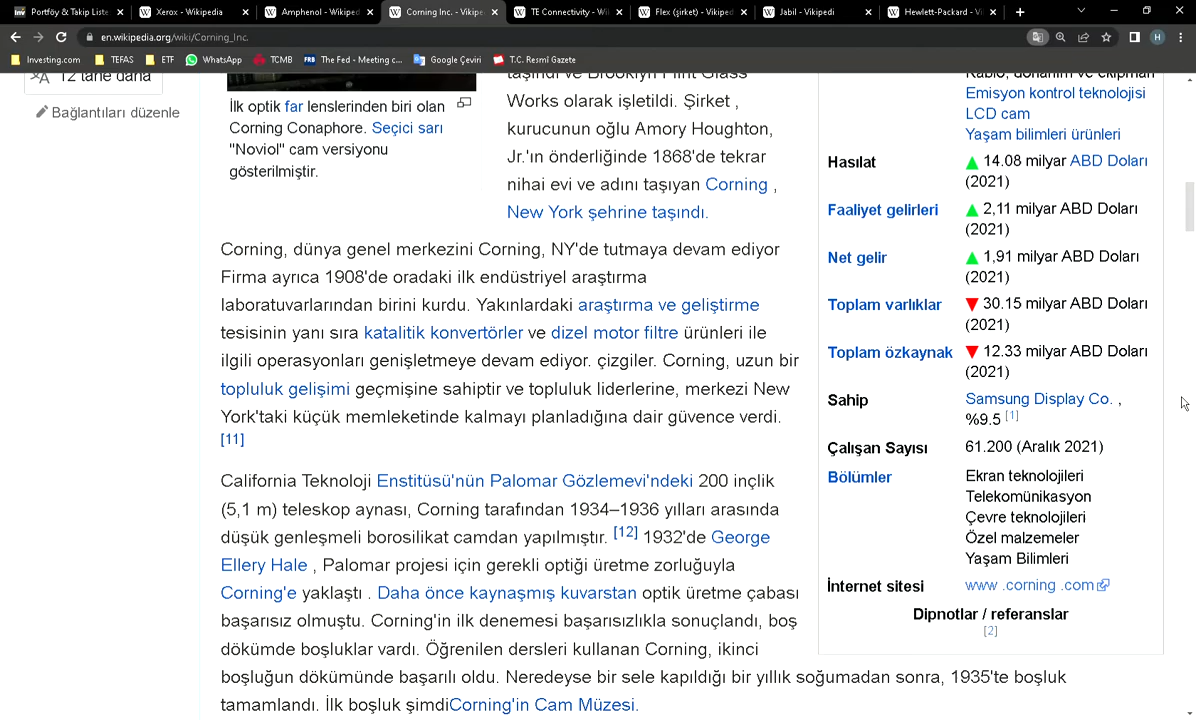 Portföy & Takip Liste
Xerox - Wikipedia
Amphenol - Wikiped
Corning Inc. - Vikipe
TE Connectivity - Wi
Flex (şirket) - Vikiped
Jabil - Vikipedi
Hewlett-Packard - Vi
en.wikipedia.org/wiki/Corning_Inc.
Investing.com
TEFAS
ETF
WhatsApp
TCMB
The Fed - Meeting c...
Google Çeviri
T.C. Resmî Gazete
12 tane daha
Bağlantıları düzenle
İlk optik far lenslerinden biri olan
Corning Conaphore. Seçici sarı
"Noviol" cam versiyonu
gösterilmiştir.
taşındı ve Brooklyn Flint Glass
Works olarak işletildi. Şirket ,
kurucunun oğlu Amory Houghton,
Jr.'ın önderliğinde 1868'de tekrar
nihai evi ve adını taşıyan Corning ,
New York şehrine taşındı.
Corning, dünya genel merkezini Corning, NY'de tutmaya devam ediyor
Firma ayrıca 1908'de oradaki ilk endüstriyel araştırma
laboratuvarlarından birini kurdu. Yakınlardaki araştırma ve geliştirme
tesisinin yanı sıra katalitik konvertörler ve dizel motor filtre ürünleri ile
ilgili operasyonları genişletmeye devam ediyor. çizgiler. Corning, uzun bir
topluluk gelişimi geçmişine sahiptir ve topluluk liderlerine, merkezi New
York'taki küçük memleketinde kalmayı planladığına dair güvence verdi.
[11]
California Teknoloji Enstitüsü'nün Palomar Gözlemevi'ndeki 200 inçlik
(5,1 m) teleskop aynası, Corning tarafından 1934–1936 yılları arasında
düşük genleşmeli borosilikat camdan yapılmıştır. [12] 1932'de George
Ellery Hale , Palomar projesi için gerekli optiği üretme zorluğuyla
Corning'e yaklaştı . Daha önce kaynaşmış kuvarstan optik üretme çabası
başarısız olmuştu. Corning'in ilk denemesi başarısızlıkla sonuçlandı, boş
dökümde boşluklar vardı. Öğrenilen dersleri kullanan Corning, ikinci
boşluğun dökümünde başarılı oldu. Neredeyse bir sele kapıldığı bir yıllık soğumadan sonra, 1935'te boşluk
tamamlandı. İlk boşluk şimdiCorning'in Cam Müzesi.
Kablo, donanım ve ekipman
Emisyon kontrol teknolojisi
LCD cam
Yaşam bilimleri ürünleri
Hasılat ▲ 14.08 milyar ABD Doları
(2021)
Faaliyet gelirleri ▲ 2,11 milyar ABD Doları
(2021)
Net gelir ▲ 1,91 milyar ABD Doları
(2021)
Toplam varlıklar ▼ 30.15 milyar ABD Doları
(2021)
Toplam özkaynak ▼ 12.33 milyar ABD Doları
(2021)
Sahip Samsung Display Co. ,
%9.5 [1]
Çalışan Sayısı 61.200 (Aralık 2021)
Bölümler Ekran teknolojileri
Telekomünikasyon
Çevre teknolojileri
Özel malzemeler
Yaşam Bilimleri
İnternet sitesi www .corning .com
Dipnotlar / referanslar
[2]